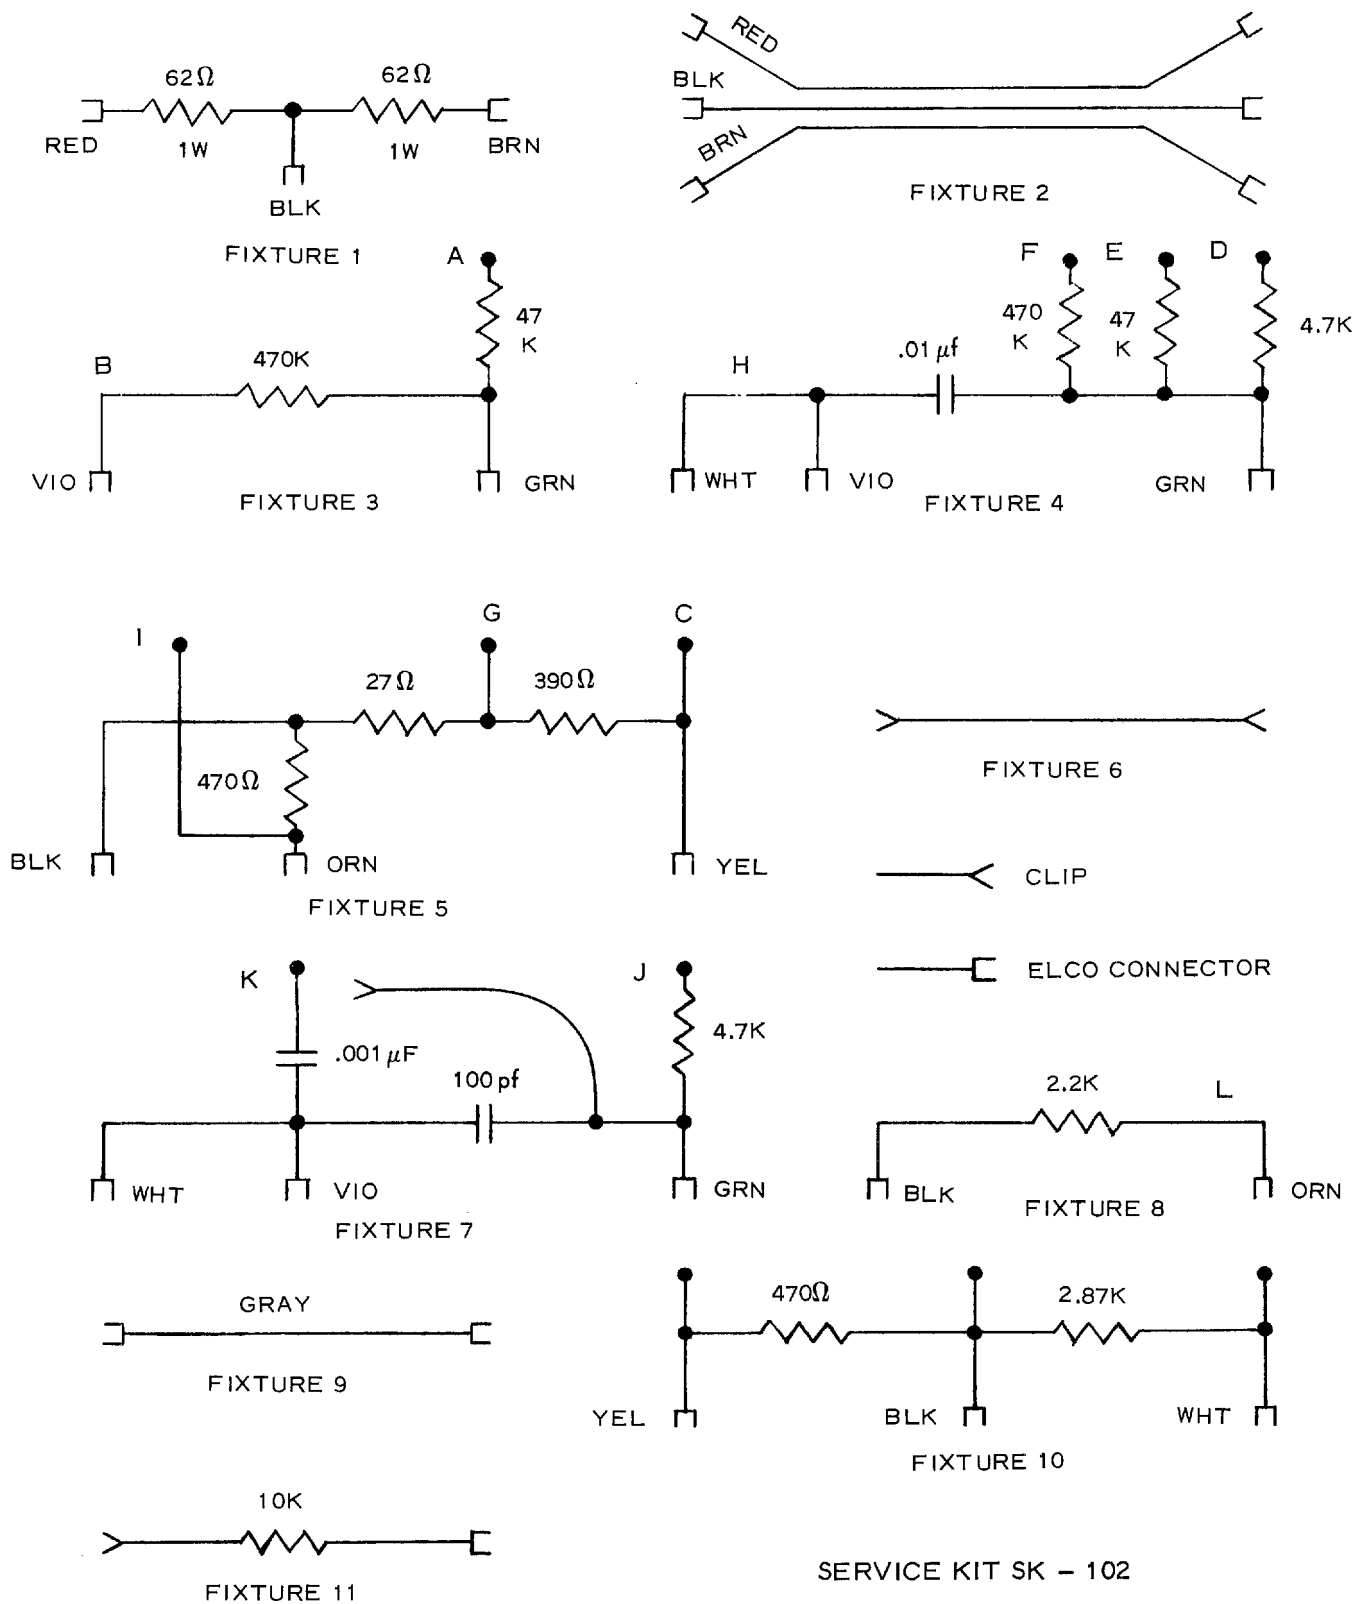 62Ω
62Ω
RED
1W
1W
BRN
BLK
FIXTURE 1
RED
BLK
BRN
FIXTURE 2
A
47
K
B
470K
VIO
GRN
FIXTURE 3
F
E
D
470
K
47
K
4.7K
.01 μf
H
WHT
VIO
GRN
FIXTURE 4
I
G
C
27Ω
390Ω
470Ω
BLK
ORN
YEL
FIXTURE 5
FIXTURE 6
CLIP
ELCO CONNECTOR
K
J
.001 μF
4.7K
100 pf
WHT
VIO
GRN
FIXTURE 7
2.2K
L
BLK
ORN
FIXTURE 8
GRAY
FIXTURE 9
470Ω
2.87K
YEL
BLK
WHT
FIXTURE 10
10K
FIXTURE 11
SERVICE KIT SK - 102